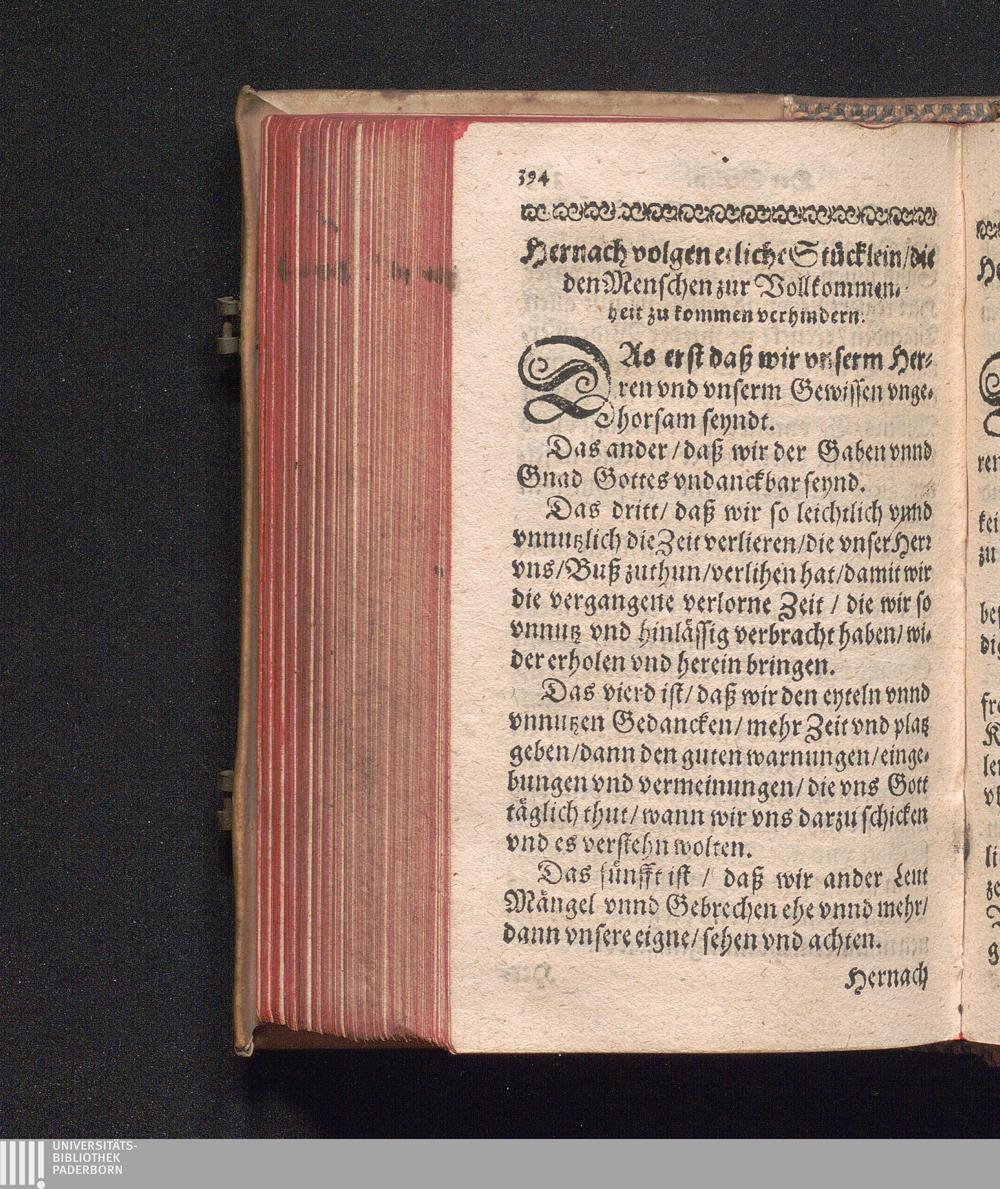 394
Hernach volgen etliche Stücklein/die
den Menschen zur Vollkommen-
heit zu kommen verhindern.
DAs erst daß wir vnserm Her-
ren vnd vnserm Gewissen vnge-
horsam seyndt.
Das ander/daß wir der Gaben vnnd
Gnad Gottes vndanckbar seynd.
Das dritt/ daß wir so leichtlich vnnd
vnnutzlich die Zeit verlieren/die vnser Herr
vns/Buß zuthun/verlihen hat/damit wir
die vergangene verlorne Zeit / die wir so
vnnutz vnd hinlässig verbracht haben/wi-
der erholen vnd herein bringen.
Das vierd ist/daß wir den eyteln vnnd
vnnutzen Gedancken/mehr Zeit vnd platz
geben/dann den guten warnungen/einge-
bungen vnd vermeinungen/die vns Gott
täglich thut/wann wir vns darzu schicken
vnd es verstehn wolten.
Das fünfft ist / daß wir ander Leut
Mängel vnnd Gebrechen ehe vnnd mehr/
dann vnsere eigne/sehen vnd achten.
Hernach
UNIVERSITÄTS-
BIBLIOTHEK
PADERBORN